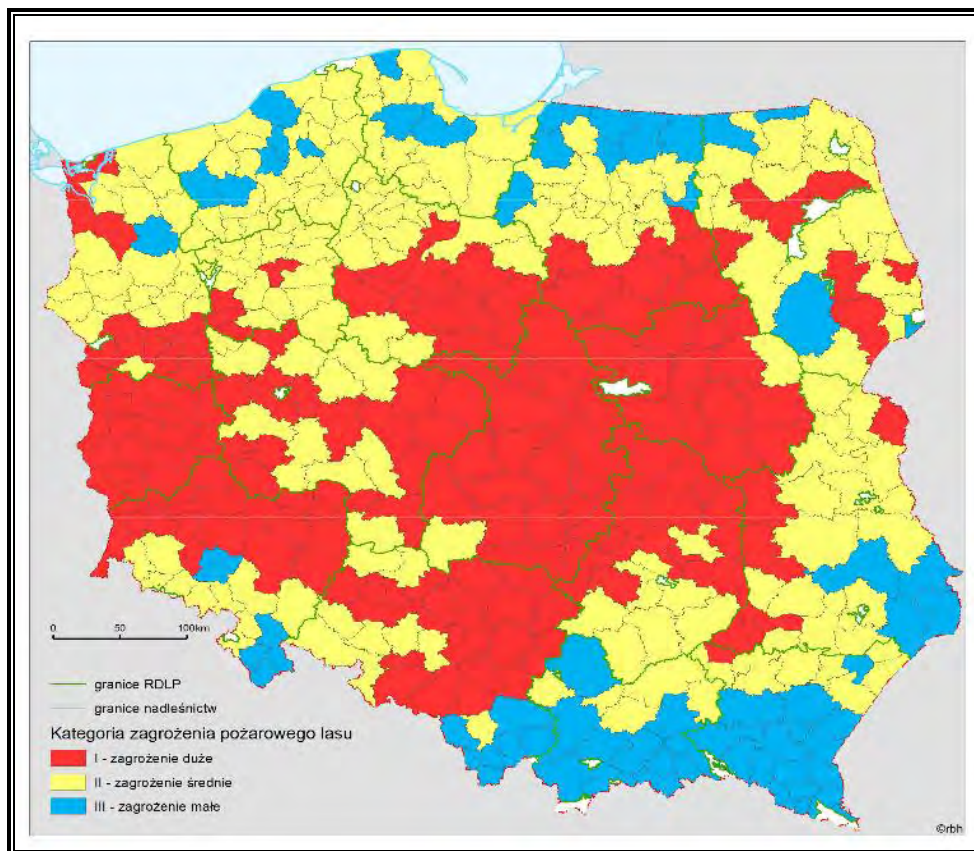 0 50 100km
granice RDLP
granice nadleśnictw
Kategoria zagrożenia pożarowego lasu
I - zagrożenie duże
II - zagrożenie średnie
III - zagrożenie małe
©rbh